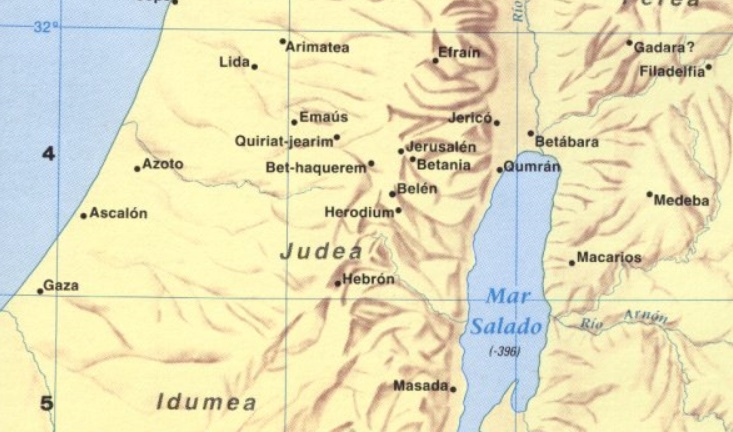 Perea
32°
Río
Arimatea
Efraín
Gadara?
Lida
Filadelfia
Emaús
Jericó
Quiriat-jearim
Betábara
4
Jerusalén
Azoto
Bet-haquerem
Betania
Qumrán
Belén
Medeba
Ascalón
Herodium
Judea
Macarios
Hebrón
Gaza
Mar
Salado
(-396)
Río Arnón
Masada
5
Idumea